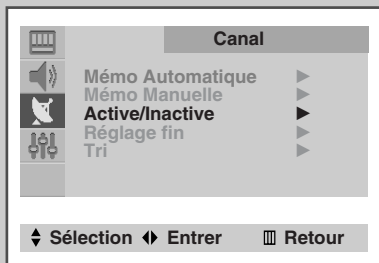 Canal
Mémo Automatique
Mémo Manuelle
Active/Inactive
Réglage fin
Tri
Sélection Entrer Retour